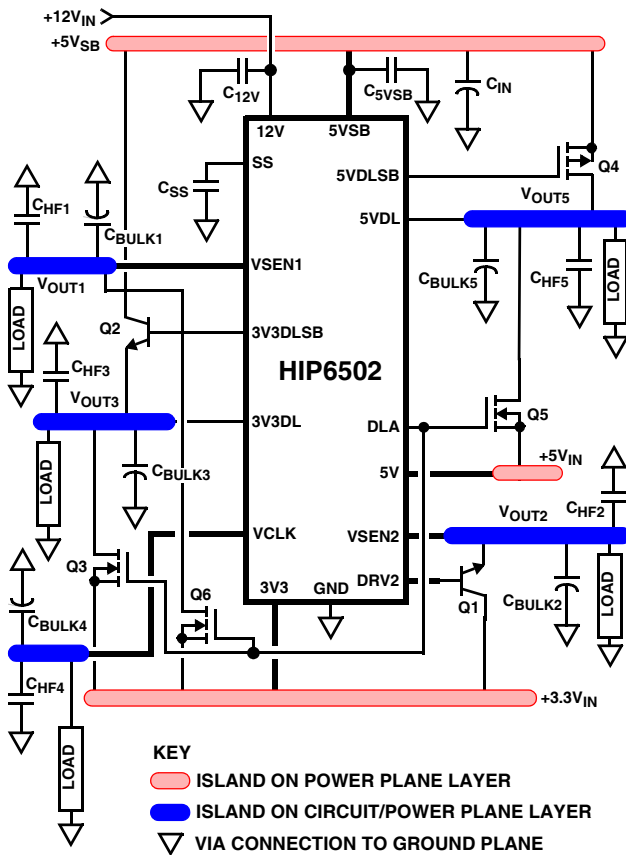 +12VIN
+5VSB
C12V
C5VSB
CIN
12V
5VSB
SS
CSS
5VDLSB
Q4
CHF1
CBULK1
VOUT5
5VDL
VSEN1
VOUT1
CBULK5
CHF5
LOAD
LOAD
Q2
3V3DLSB
HIP6502
CHF3
VOUT3
3V3DL
DLA
Q5
+5VIN
5V
CBULK3
LOAD
CHF2
VOUT2
VCLK
VSEN2
Q3
3V3
GND
DRV2
Q1
Q6
CBULK2
LOAD
CBULK4
CHF4
+3.3VIN
LOAD
KEY
ISLAND ON POWER PLANE LAYER
ISLAND ON CIRCUIT/POWER PLANE LAYER
VIA CONNECTION TO GROUND PLANE